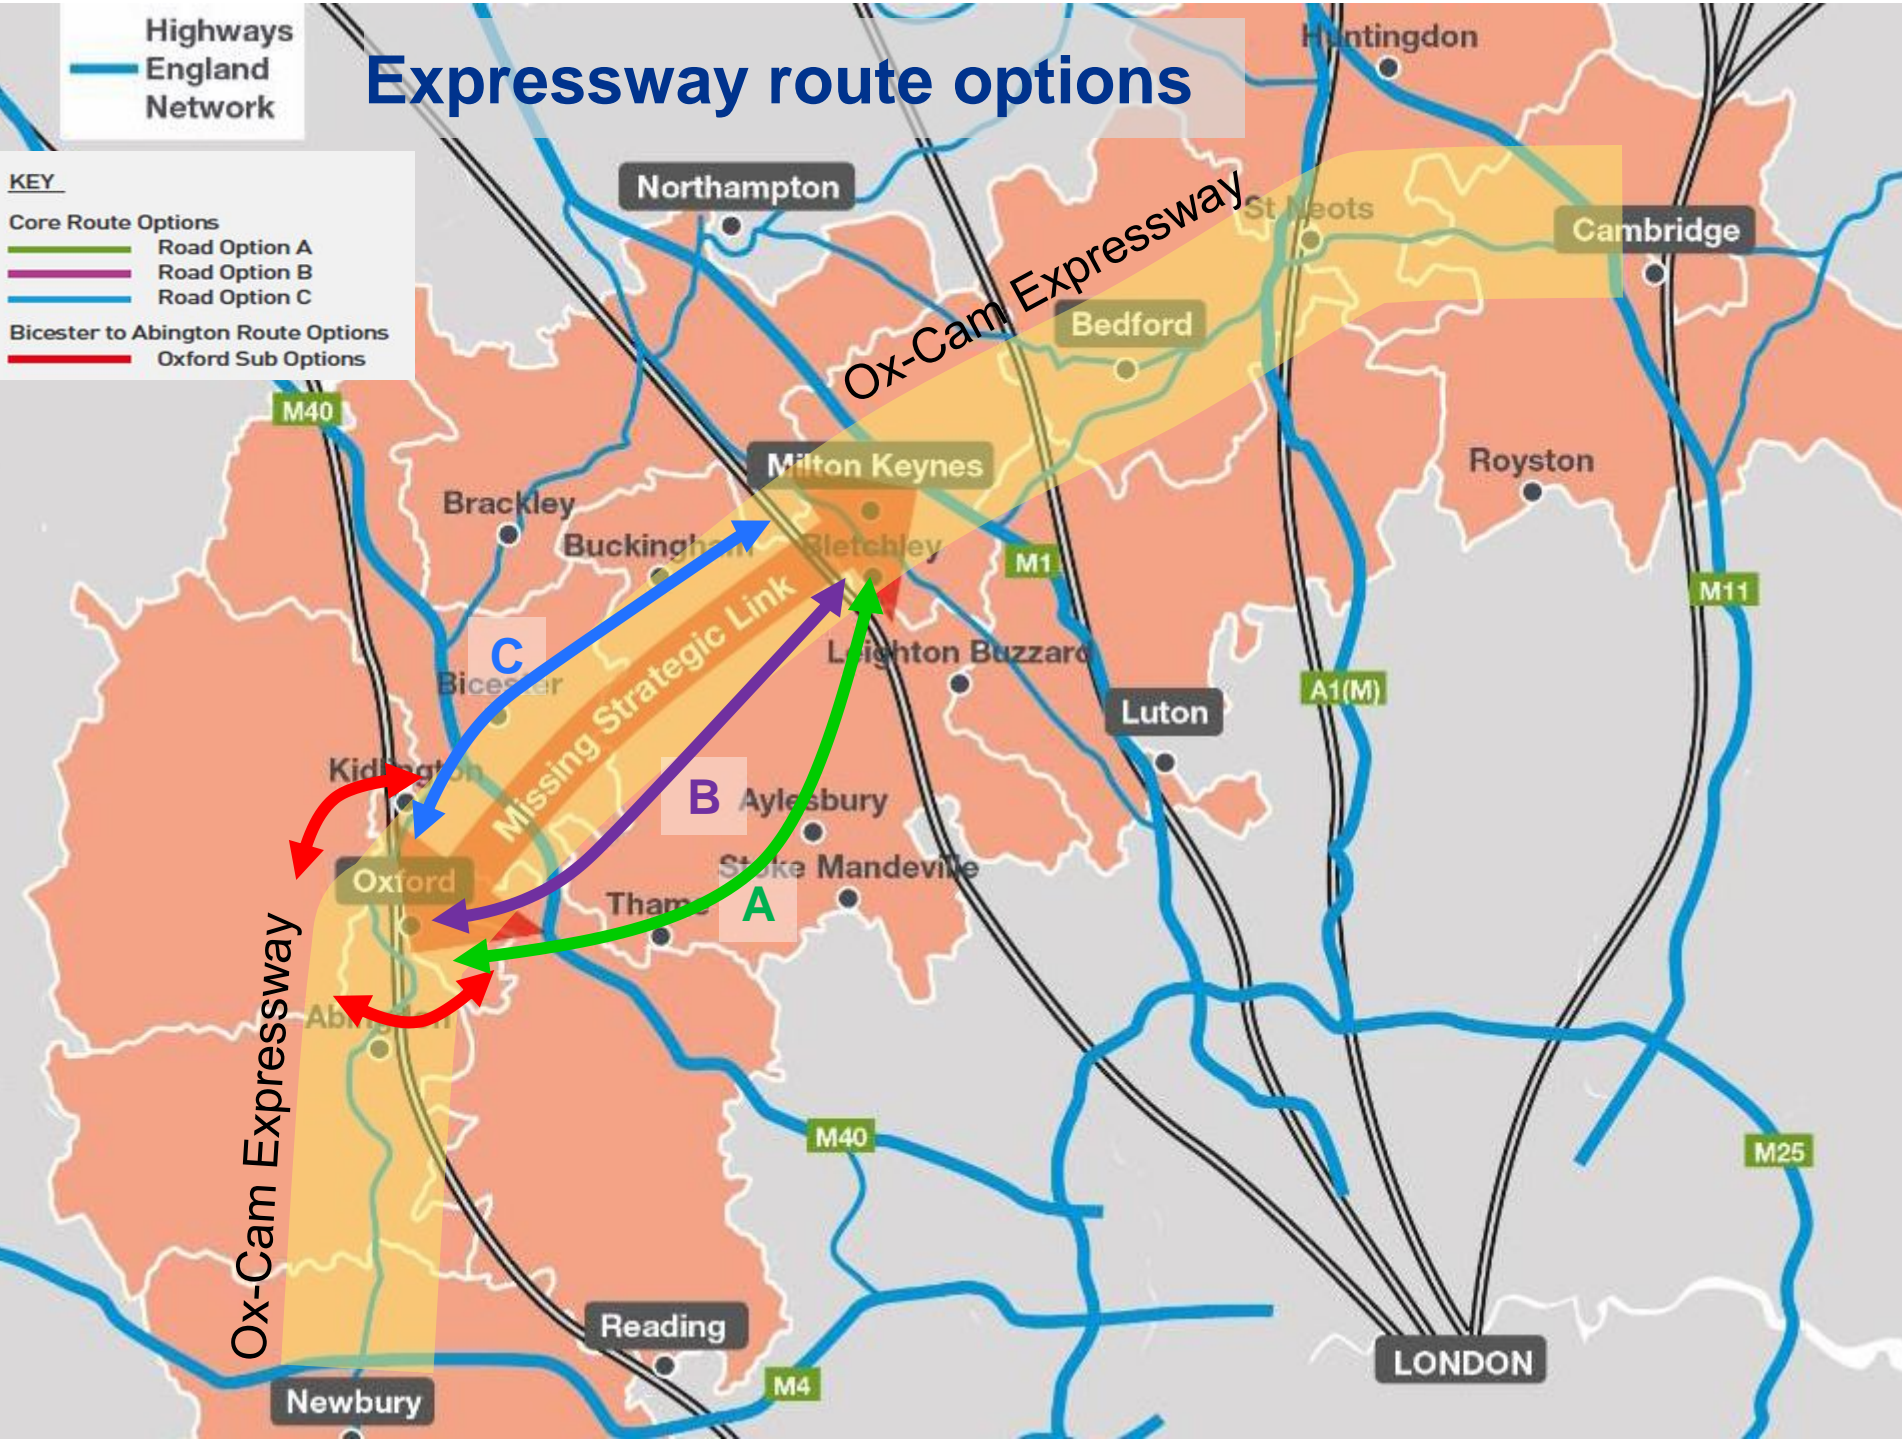 Highways
England
Network
Expressway route options
KEY
Core Route Options
Road Option A
Road Option B
Road Option C
Bicester to Abington Route Options
Oxford Sub Options
Huntingdon
Northampton
St Neots
Cambridge
Ox-Cam Expressway
Bedford
M40
Milton Keynes
Royston
Brackley
Buckingham
Bletchley
M1
M11
Missing Strategic Link
C
Leighton Buzzard
Bicester
A1(M)
Luton
Kidlington
B
Aylesbury
Stoke Mandeville
Oxford
Thame
A
Ox-Cam Expressway
Abingdon
M40
M25
Reading
LONDON
M4
Newbury